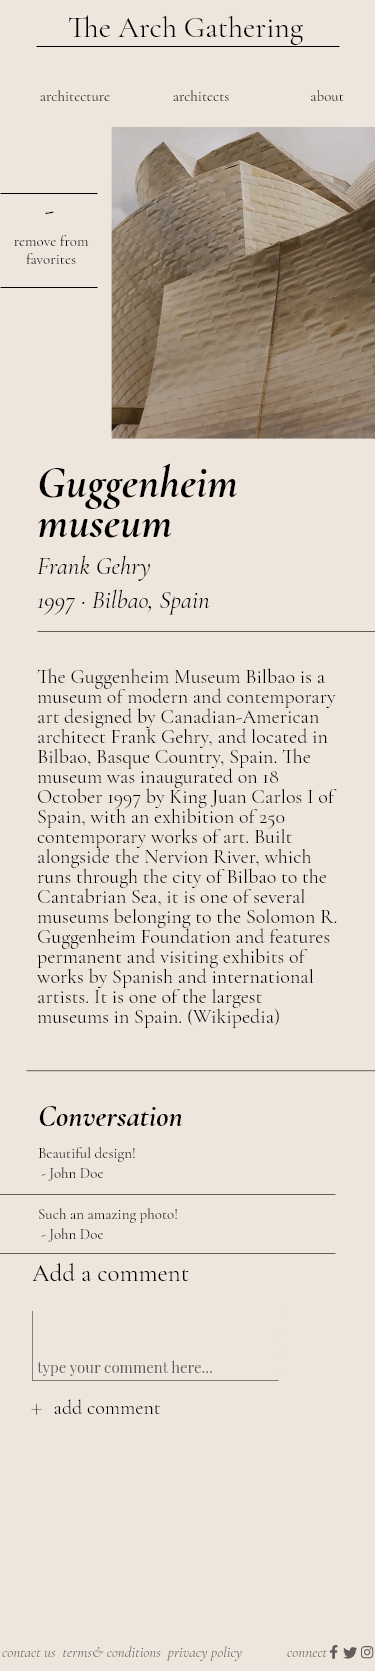 The Arch Gathering
architecture architects about
-
remove from
favorites
Guggenheim
museum
Frank Gehry
1997 · Bilbao, Spain
The Guggenheim Museum Bilbao is a
museum of modern and contemporary
art designed by Canadian-American
architect Frank Gehry, and located in
Bilbao, Basque Country, Spain. The
museum was inaugurated on 18
October 1997 by King Juan Carlos I of
Spain, with an exhibition of 250
contemporary works of art. Built
alongside the Nervion River, which
runs through the city of Bilbao to the
Cantabrian Sea, it is one of several
museums belonging to the Solomon R.
Guggenheim Foundation and features
permanent and visiting exhibits of
works by Spanish and international
artists. It is one of the largest
museums in Spain. (Wikipedia)
Conversation
Beautiful design!
- John Doe
Such an amazing photo!
- John Doe
Add a comment
type your comment here...
+ add comment
contact us terms& conditions privacy policy connect